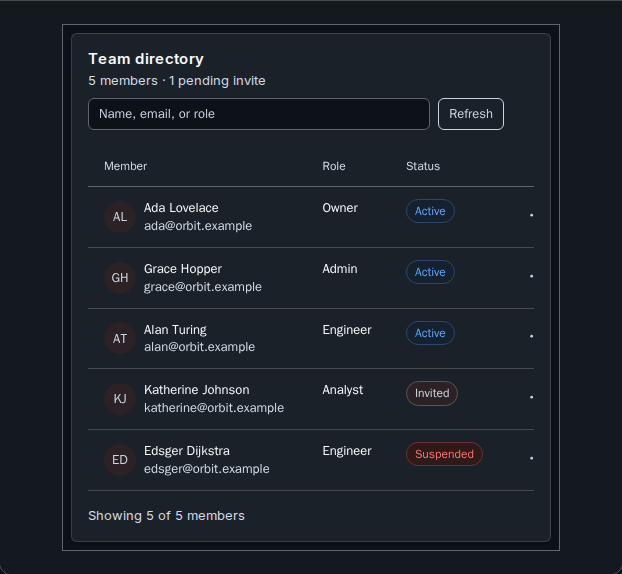 Team directory
5 members · 1 pending invite
Name, email, or role
Refresh
Member Role Status
AL Ada Lovelace Owner Active
ada@orbit.example
GH Grace Hopper Admin Active
grace@orbit.example
AT Alan Turing Engineer Active
alan@orbit.example
KJ Katherine Johnson Analyst Invited
katherine@orbit.example
ED Edsger Dijkstra Engineer Suspended
edsger@orbit.example
Showing 5 of 5 members